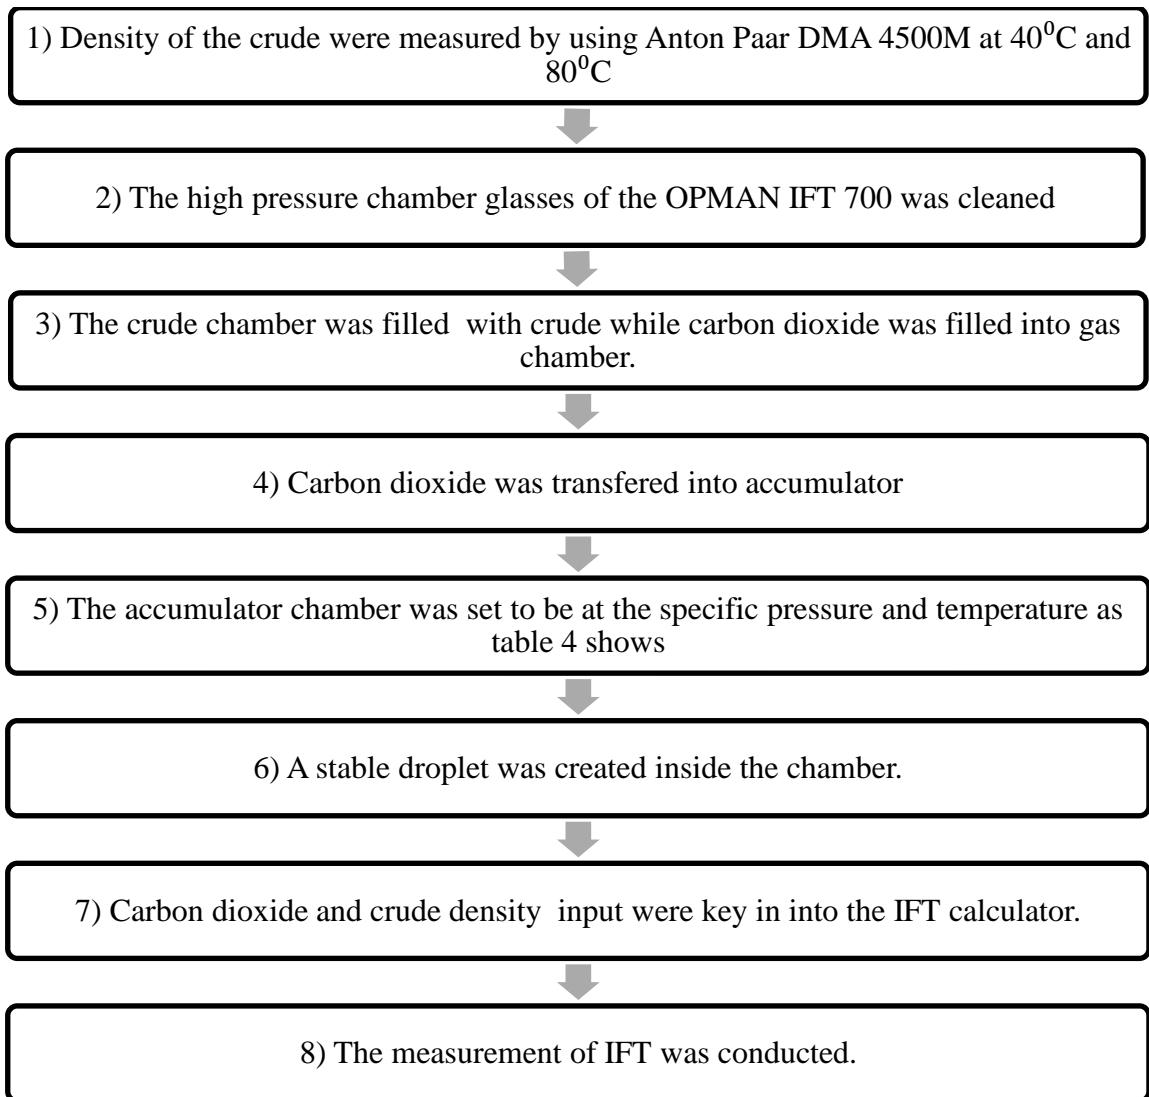 1) Density of the crude were measured by using Anton Paar DMA 4500M at 40⁰C and
80⁰C
2) The high pressure chamber glasses of the OPMAN IFT 700 was cleaned
3) The crude chamber was filled  with crude while carbon dioxide was filled into gas
chamber.
4) Carbon dioxide was transfered into accumulator
5) The accumulator chamber was set to be at the specific pressure and temperature as
table 4 shows
6) A stable droplet was created inside the chamber.
7) Carbon dioxide and crude density  input were key in into the IFT calculator.
8) The measurement of IFT was conducted.